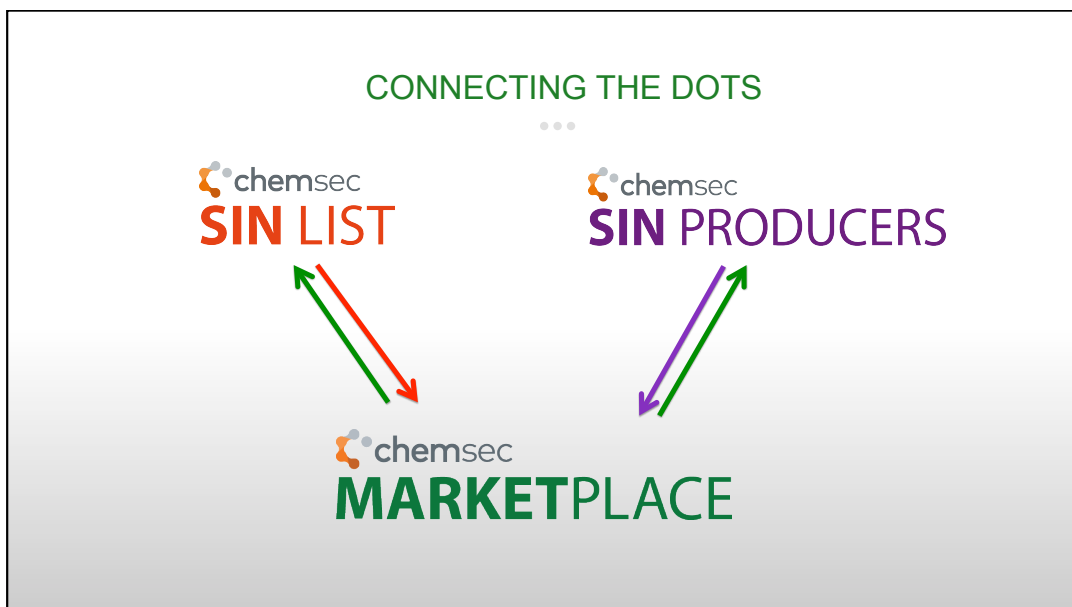 CONNECTING THE DOTS
chemsec
SIN LIST
chemsec
SIN PRODUCERS
chemsec
MARKETPLACE